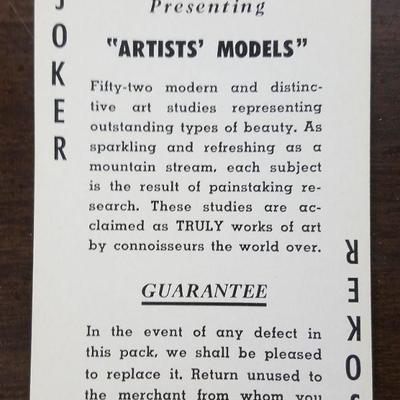 JOKER
Presenting
"ARTISTS' MODELS"
Fifty-two modern and distinc-
tive art studies representing
outstanding types of beauty. As
sparkling and refreshing as a
mountain stream, each subject
is the result of painstaking re-
search. These studies are ac-
claimed as TRULY works of art
by connoisseurs the world over.
GUARANTEE
In the event of any defect in
this pack, we shall be pleased
to replace it. Return unused to
the merchant from whom you
JOKER